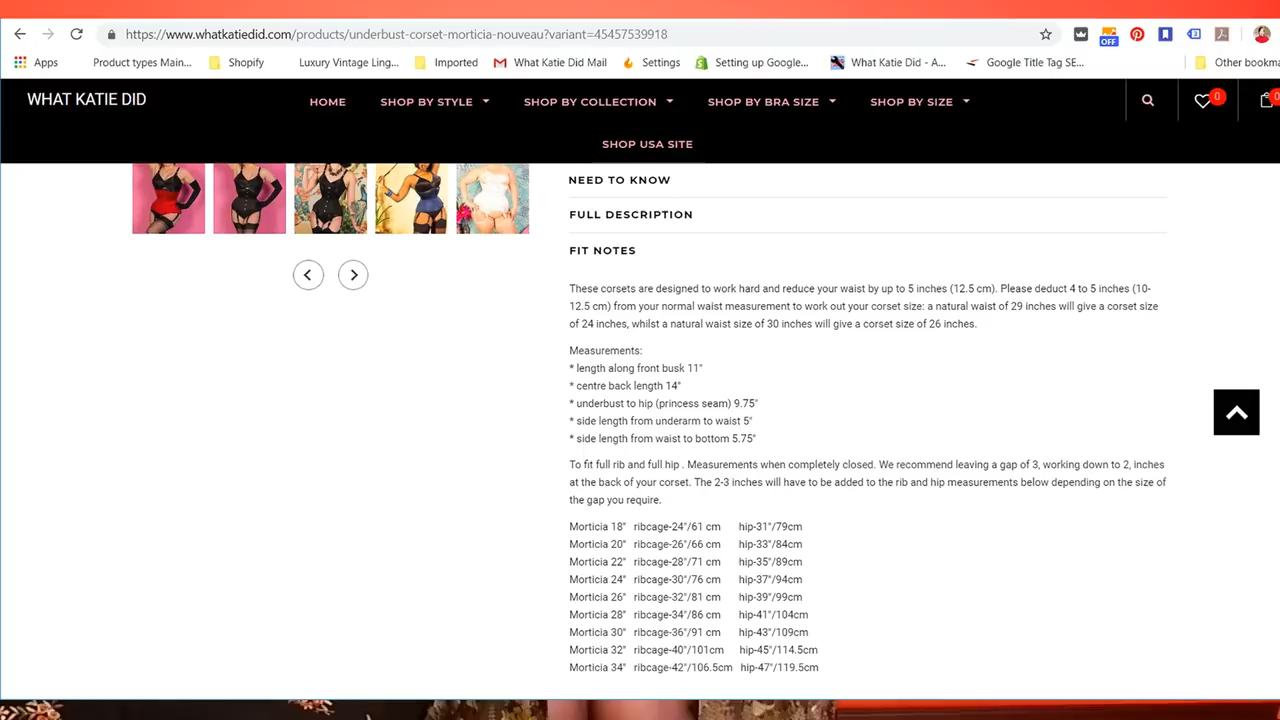 https://www.whatkatiedid.com/products/underbust-corset-morticia-nouveau?variant=45457539918
OFF
Apps
Product types Main...
Shopify
Luxury Vintage Ling...
Imported
What Katie Did Mail
Settings
Setting up Google...
What Katie Did - A...
Google Title Tag SE...
Other bookma
WHAT KATIE DID
HOME
SHOP BY STYLE
SHOP BY COLLECTION
SHOP BY BRA SIZE
SHOP BY SIZE
0
0
SHOP USA SITE
NEED TO KNOW
FULL DESCRIPTION
FIT NOTES
These corsets are designed to work hard and reduce your waist by up to 5 inches (12.5 cm). Please deduct 4 to 5 inches (10-
12.5 cm) from your normal waist measurement to work out your corset size: a natural waist of 29 inches will give a corset size
of 24 inches, whilst a natural waist size of 30 inches will give a corset size of 26 inches.
Measurements:
* length along front busk 11"
* centre back length 14"
* underbust to hip (princess seam) 9.75"
* side length from underarm to waist 5"
* side length from waist to bottom 5.75"
To fit full rib and full hip . Measurements when completely closed. We recommend leaving a gap of 3, working down to 2, inches
at the back of your corset. The 2-3 inches will have to be added to the rib and hip measurements below depending on the size of
the gap you require.
Morticia 18" ribcage-24"/61 cm hip-31"/79cm
Morticia 20" ribcage-26"/66 cm hip-33"/84cm
Morticia 22" ribcage-28"/71 cm hip-35"/89cm
Morticia 24" ribcage-30"/76 cm hip-37"/94cm
Morticia 26" ribcage-32"/81 cm hip-39"/99cm
Morticia 28" ribcage-34"/86 cm hip-41"/104cm
Morticia 30" ribcage-36"/91 cm hip-43"/109cm
Morticia 32" ribcage-40"/101cm hip-45"/114.5cm
Morticia 34" ribcage-42"/106.5cm hip-47"/119.5cm